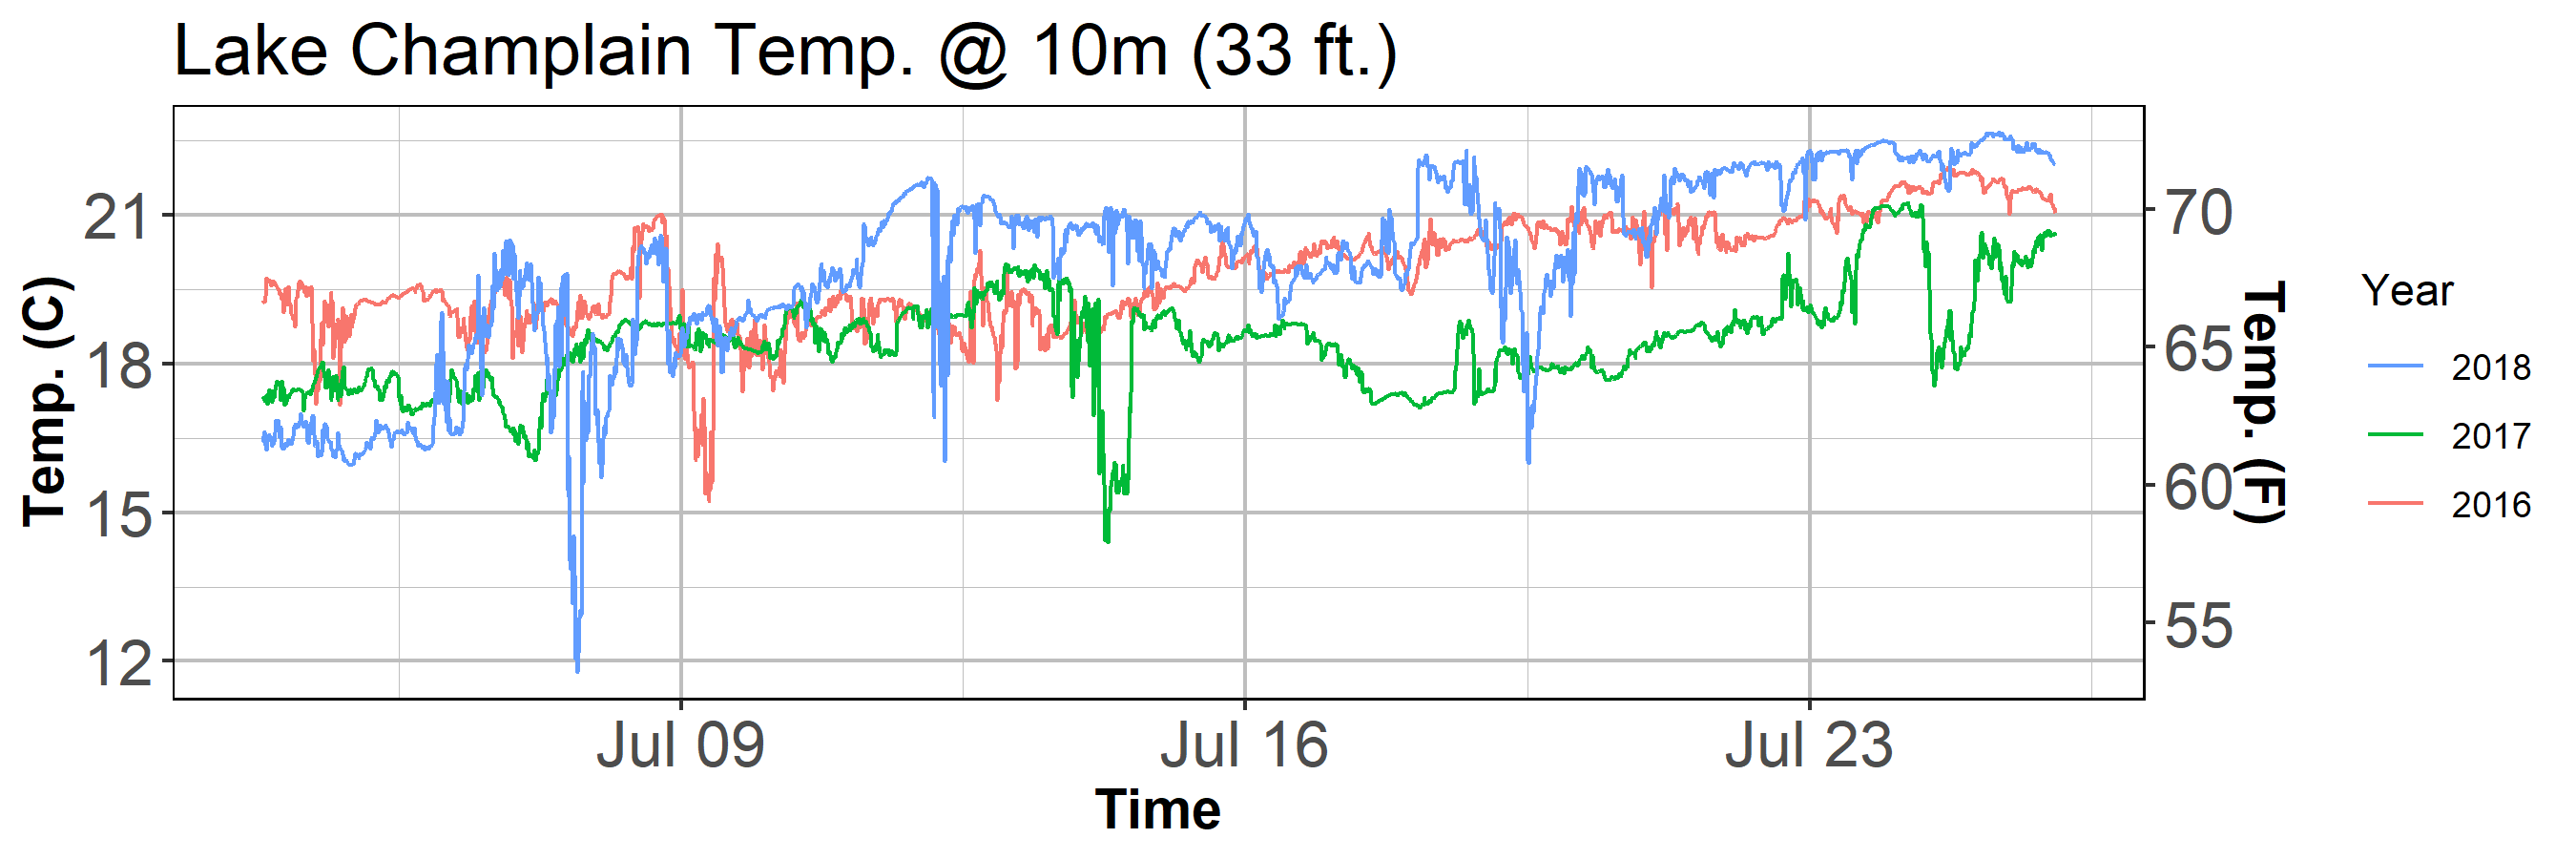 Lake Champlain Temp. @ 10m (33 ft.)
Temp. (C)
21
18
15
12
70
65
60
55
Temp. (F)
Jul 09
Jul 16
Jul 23
Time
Year
2018
2017
2016